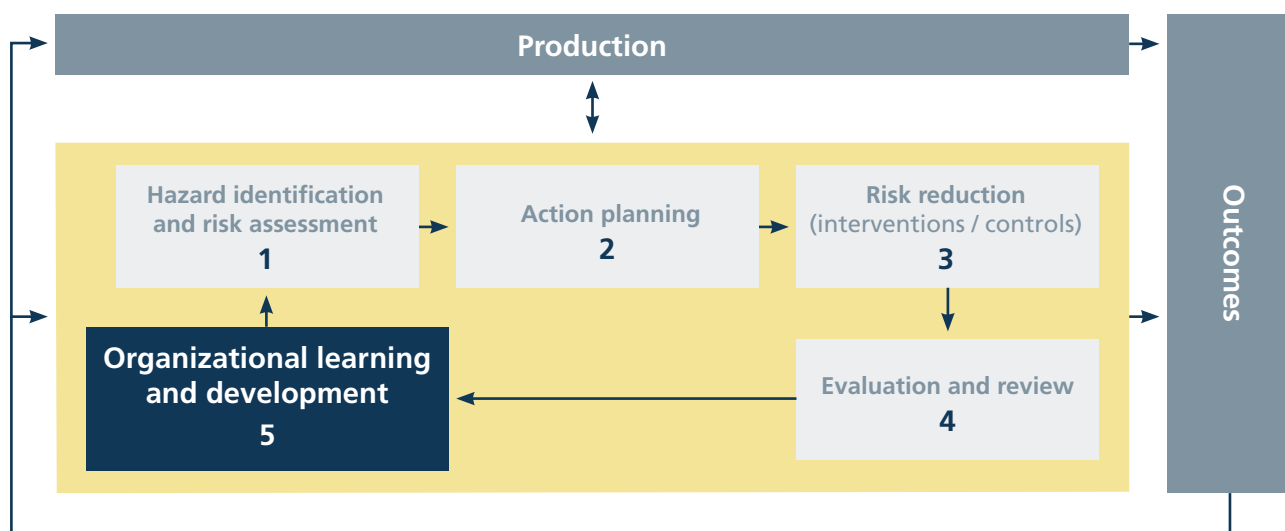 Production
Hazard identification
and risk assessment
1
Action planning
2
Risk reduction
(interventions / controls)
3
Outcomes
Organizational learning
and development
5
Evaluation and review
4